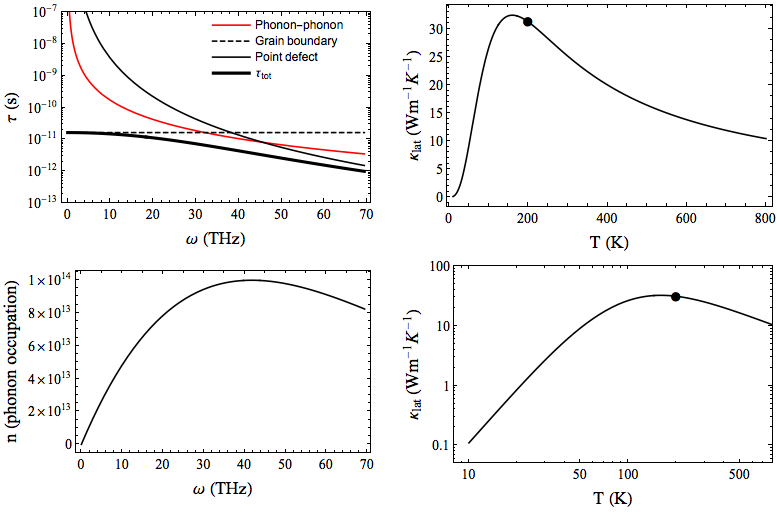 10⁻⁷
10⁻⁸
10⁻⁹
10⁻¹⁰
10⁻¹¹
10⁻¹²
10⁻¹³
τ (s)
Phonon–phonon
Grain boundary
Point defect
τtot
0 10 20 30 40 50 60 70
ω (THz)
30
25
20
15
10
5
0
κlat (Wm⁻¹K⁻¹)
0 200 400 600 800
T (K)
1×10¹⁴
8×10¹³
6×10¹³
4×10¹³
2×10¹³
0
n (phonon occupation)
0 10 20 30 40 50 60 70
ω (THz)
100
10
1
0.1
κlat (Wm⁻¹K⁻¹)
10 50 100 500
T (K)